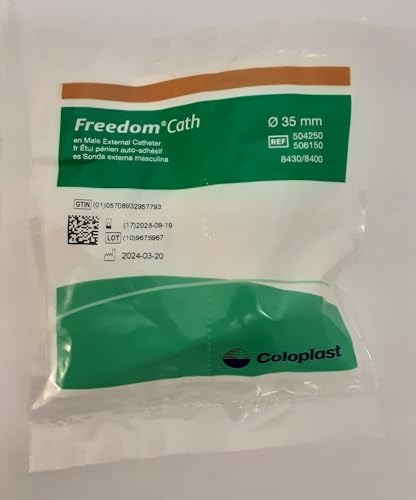 Freedom® Cath
en Male External Catheter
fr Étui pénien auto-adhésif
es Sonda externa masculina
Ø 35 mm
REF 504250
506150
8430/8400
GTIN (01)05708932957793
(17)2028-09-19
LOT (10)9675967
2024-03-20
Coloplast